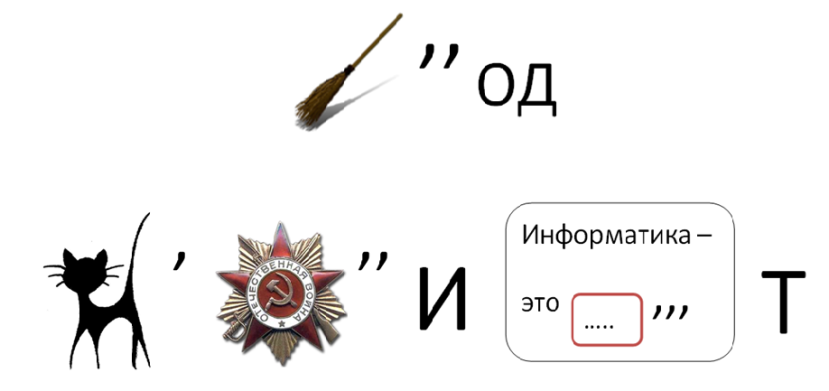 ’’ од
’ ’’ И Т
ОТЕЧЕСТВЕННАЯ ВОЙНА
Информатика –
это ..... ,,,